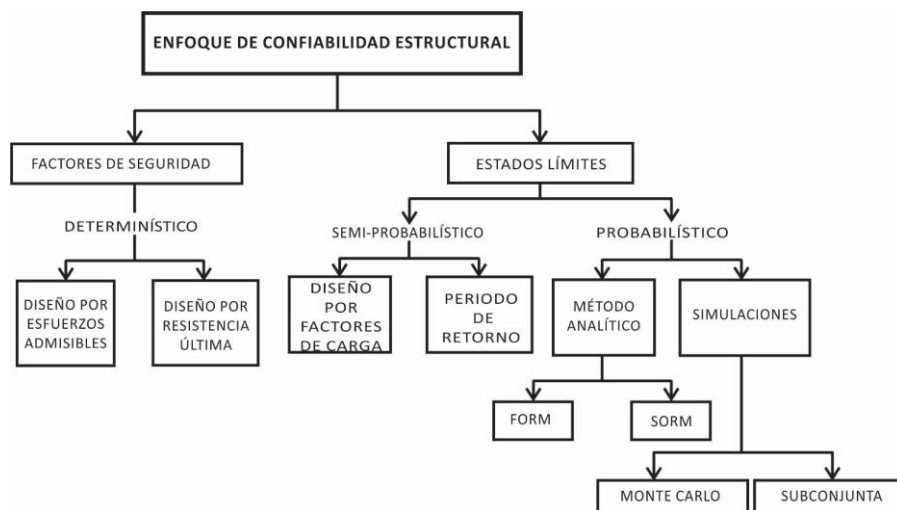 ENFOQUE DE CONFIABILIDAD ESTRUCTURAL
FACTORES DE SEGURIDAD
ESTADOS LÍMITES
DETERMINÍSTICO
SEMI-PROBABILÍSTICO
PROBABILÍSTICO
DISEÑO POR
ESFUERZOS
ADMISIBLES
DISEÑO POR
RESISTENCIA
ÚLTIMA
DISEÑO
POR
FACTORES
DE CARGA
PERIODO
DE
RETORNO
MÉTODO
ANALÍTICO
SIMULACIONES
FORM
SORM
MONTE CARLO
SUBCONJUNTA